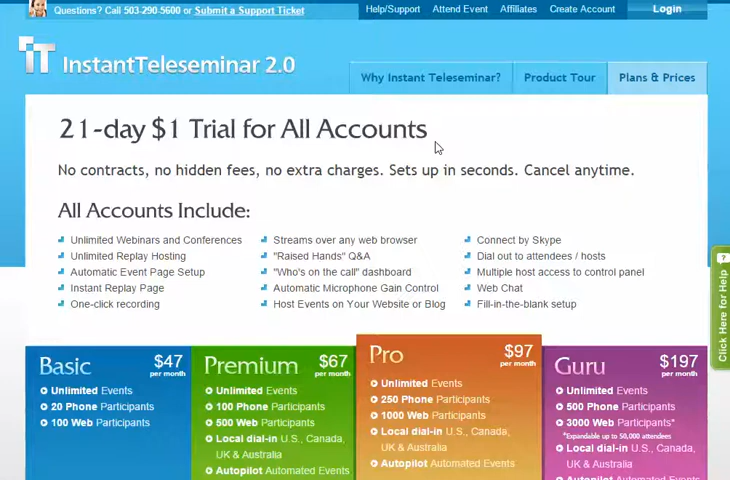 Questions? Call 503-290-5600 or Submit a Support Ticket
Help/Support Attend Event Affiliates Create Account Login
iT InstantTeleseminar 2.0
Why Instant Teleseminar? Product Tour Plans & Prices
21-day $1 Trial for All Accounts
No contracts, no hidden fees, no extra charges. Sets up in seconds. Cancel anytime.
All Accounts Include:
Unlimited Webinars and Conferences
Unlimited Replay Hosting
Automatic Event Page Setup
Instant Replay Page
One-click recording
Streams over any web browser
"Raised Hands" Q&A
"Who's on the call" dashboard
Automatic Microphone Gain Control
Host Events on Your Website or Blog
Connect by Skype
Dial out to attendees / hosts
Multiple host access to control panel
Web Chat
Fill-in-the-blank setup
? Click Here for Help
Basic $47
per month
Unlimited Events
20 Phone Participants
100 Web Participants
Premium $67
per month
Unlimited Events
100 Phone Participants
500 Web Participants
Local dial-in U.S., Canada,
UK & Australia
Autopilot Automated Events
Pro $97
per month
Unlimited Events
250 Phone Participants
1000 Web Participants
Local dial-in U.S., Canada,
UK & Australia
Autopilot Automated Events
Guru $197
per month
Unlimited Events
500 Phone Participants
3000 Web Participants*
*Expandable up to 50,000 attendees
Local dial-in U.S., Canada,
UK & Australia